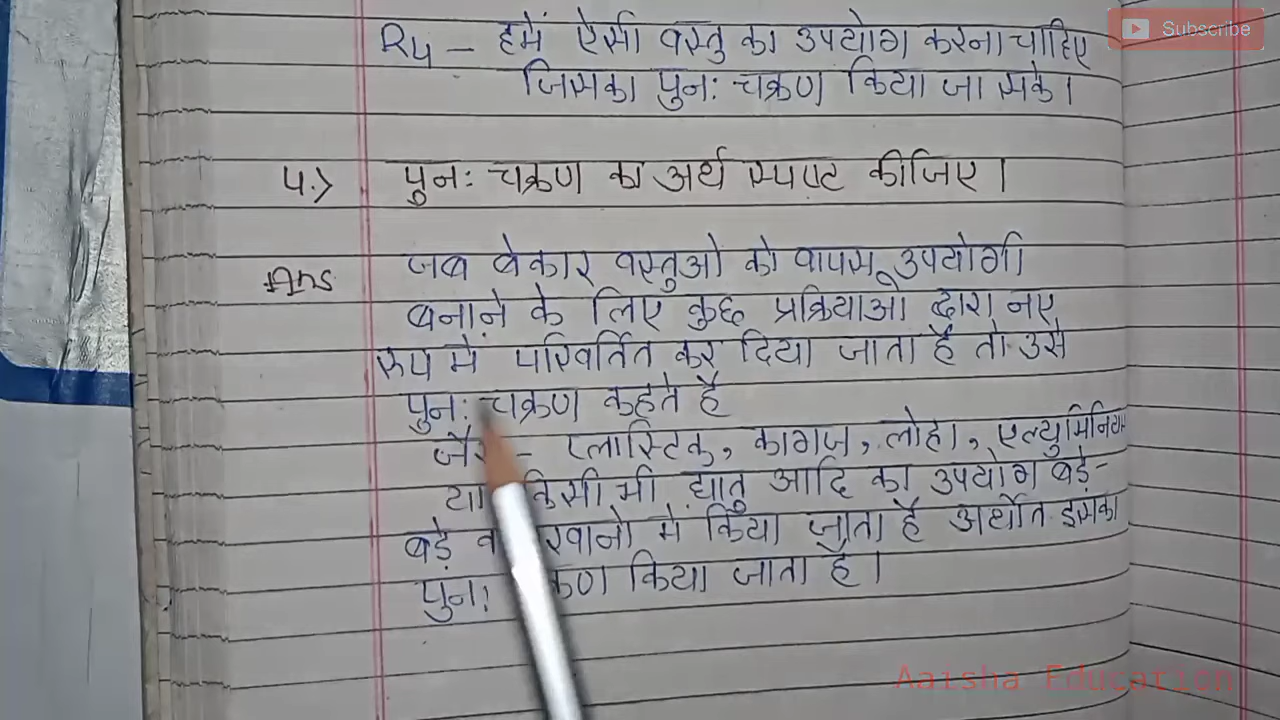 R4 - हमें ऐसी वस्तु का उपयोग करना चाहिए
Subscribe
जिसका पुनः चक्रण किया जा सके।
4.> पुनः चक्रण का अर्थ स्पष्ट कीजिए।
Ans जब बेकार वस्तुओ को वापस उपयोगी
बनाने के लिए कुछ प्रक्रियाओ द्वारा नए
रूप मे परिवर्तित कर दिया जाता है तो उसे
पुनः चक्रण कहते है
प्लास्टिक, कागज, लोहा, एल्युमिनियम
किसी भी धातु आदि का उपयोग बड़े-
बड़े मे किया जाता है अर्थात इसका
पुनः किया जाता है।
Aaisha Education